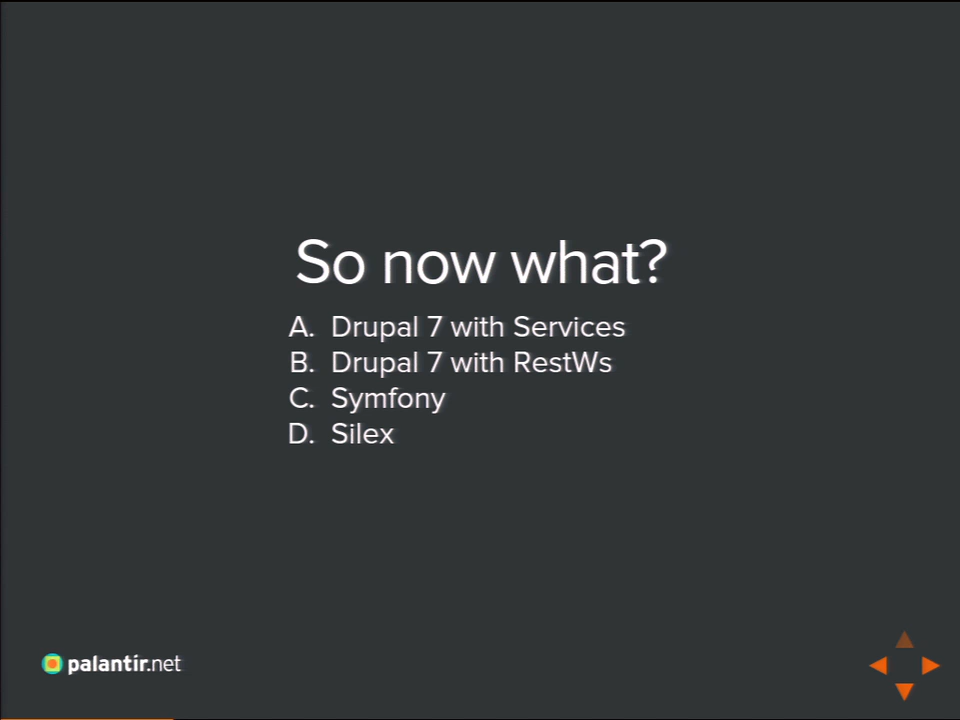 So now what?
A. Drupal 7 with Services
B. Drupal 7 with RestWs
C. Symfony
D. Silex
palantir.net